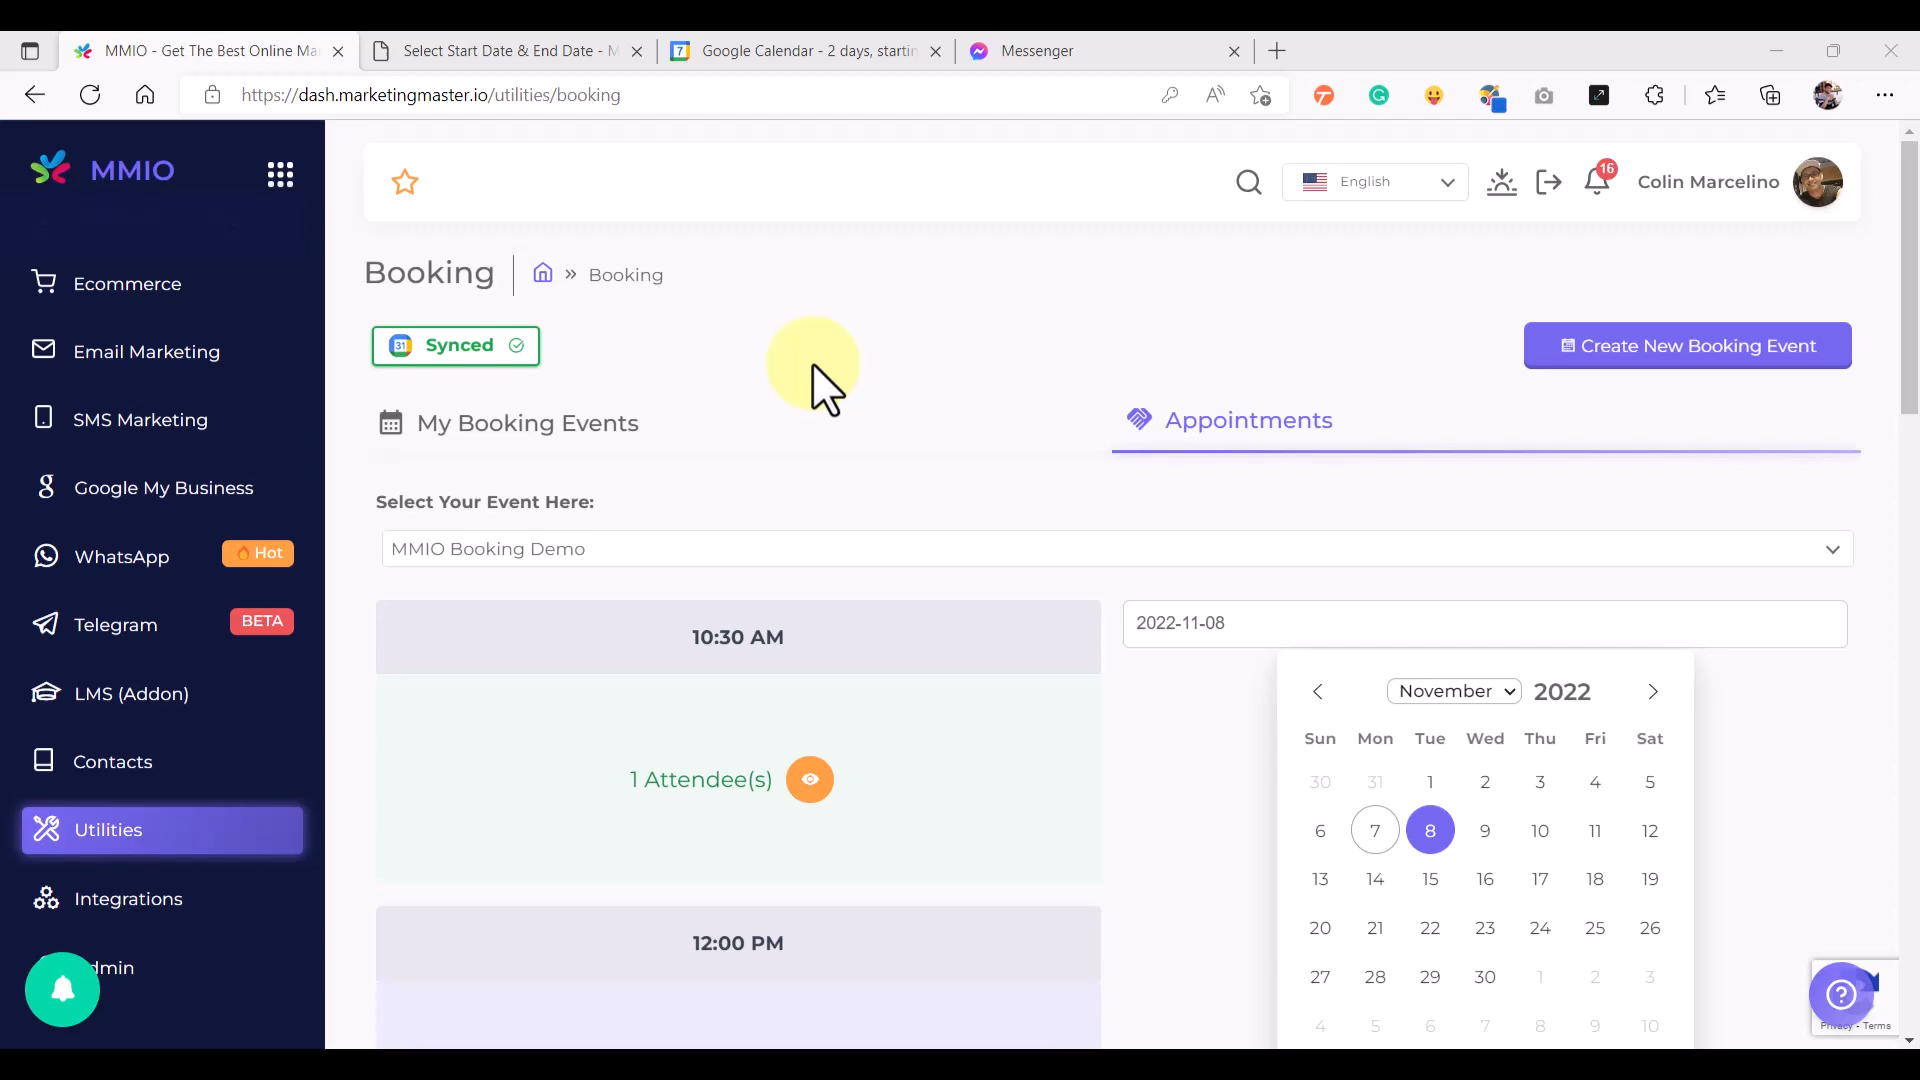 MMIO - Get The Best Online Ma
Select Start Date & End Date - M
7
Google Calendar - 2 days, startin
Messenger
https://dash.marketingmaster.io/utilities/booking
MMIO
English
16
Colin Marcelino
Ecommerce
Email Marketing
SMS Marketing
Google My Business
WhatsApp
Hot
Telegram
BETA
LMS (Addon)
Contacts
Utilities
Integrations
dmin
Booking
» Booking
31
Synced
Create New Booking Event
My Booking Events
Appointments
Select Your Event Here:
MMIO Booking Demo
10:30 AM
1 Attendee(s)
12:00 PM
2022-11-08
November 2022
Sun Mon Tue Wed Thu Fri Sat
30 31 1 2 3 4 5
6 7 8 9 10 11 12
13 14 15 16 17 18 19
20 21 22 23 24 25 26
27 28 29 30 1 2 3
4 5 6 7 8 9 10
Privacy - Terms